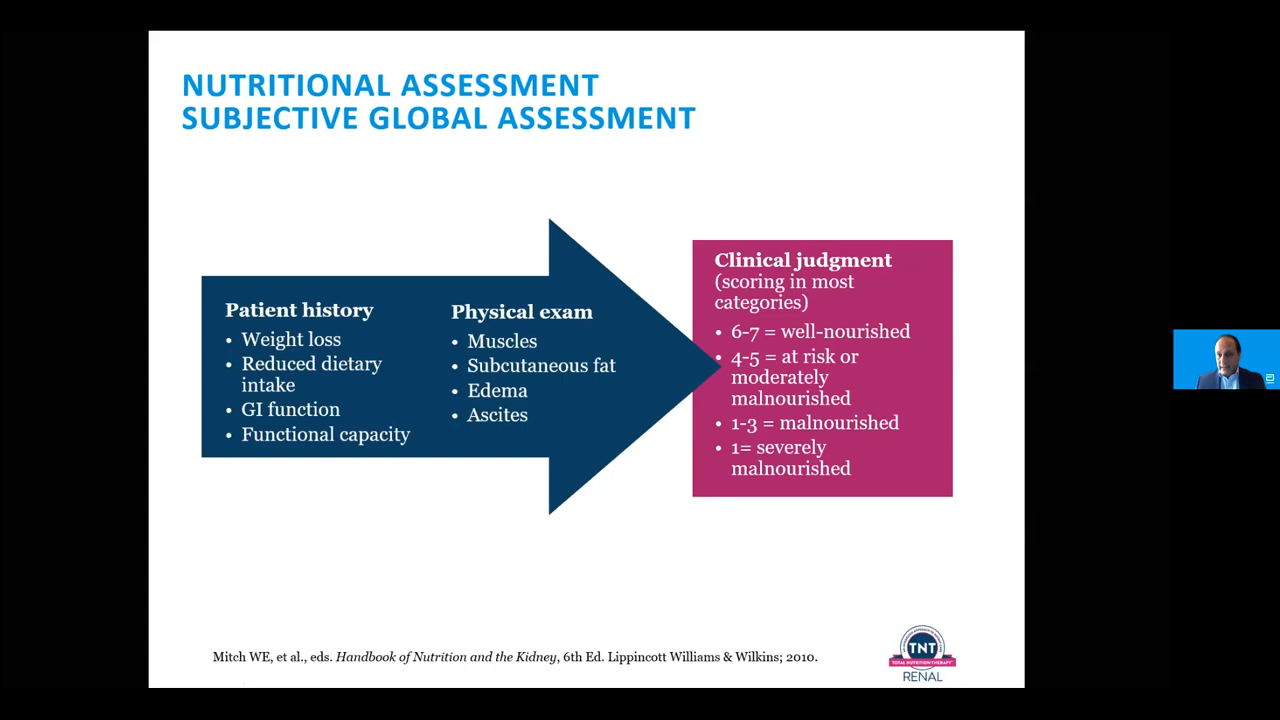 NUTRITIONAL ASSESSMENT
SUBJECTIVE GLOBAL ASSESSMENT
Patient history
• Weight loss
• Reduced dietary
intake
• GI function
• Functional capacity
Physical exam
• Muscles
• Subcutaneous fat
• Edema
• Ascites
Clinical judgment
(scoring in most
categories)
• 6-7 = well-nourished
• 4-5 = at risk or
moderately
malnourished
• 1-3 = malnourished
• 1= severely
malnourished
Mitch WE, et al., eds. Handbook of Nutrition and the Kidney, 6th Ed. Lippincott Williams & Wilkins; 2010.
TNT
TOTAL NUTRITION THERAPY
RENAL